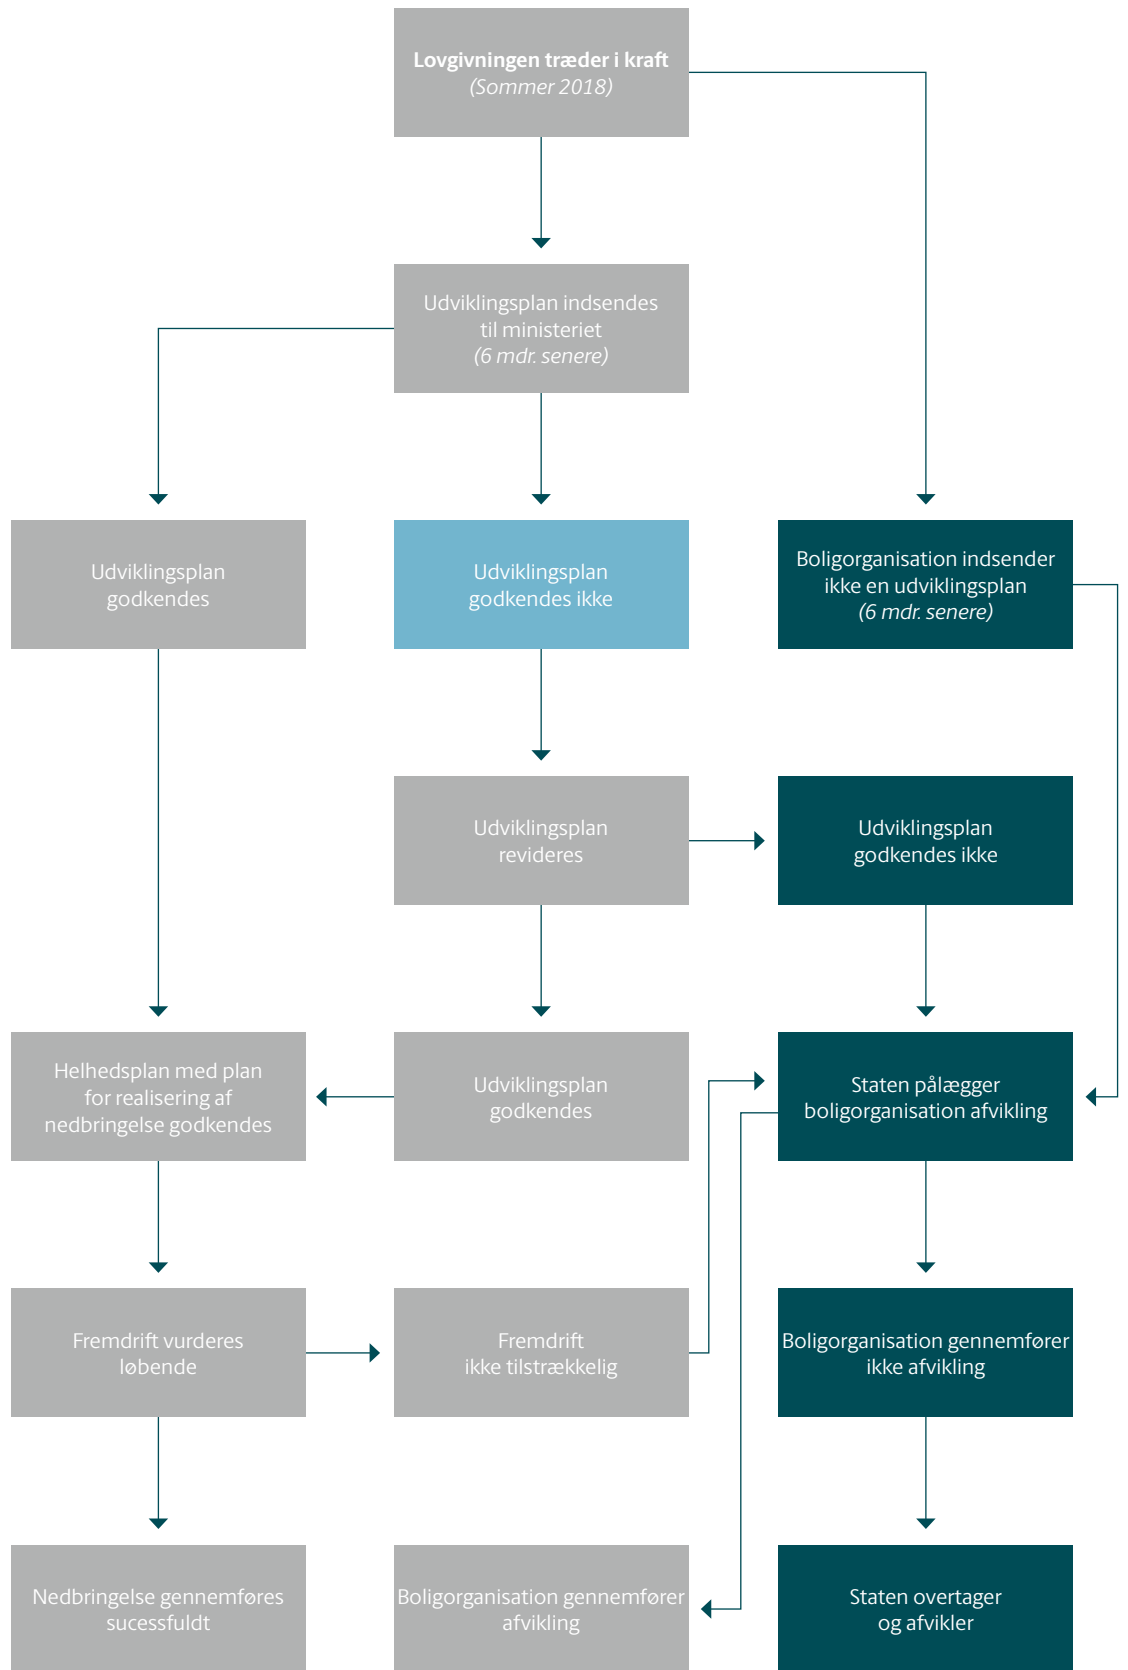 Lovgivningen træder i kraft
(Sommer 2018)
Udviklingsplan indsendes
til ministeriet
(6 mdr. senere)
Udviklingsplan
godkendes
Udviklingsplan
godkendes ikke
Boligorganisation indsender
ikke en udviklingsplan
(6 mdr. senere)
Udviklingsplan
revideres
Udviklingsplan
godkendes ikke
Helhedsplan med plan
for realisering af
nedbringelse godkendes
Udviklingsplan
godkendes
Staten pålægger
boligorganisation afvikling
Fremdrift vurderes
løbende
Fremdrift
ikke tilstrækkelig
Boligorganisation gennemfører
ikke afvikling
Nedbringelse gennemføres
sucessfuldt
Boligorganisation gennemfører
afvikling
Staten overtager
og afvikler